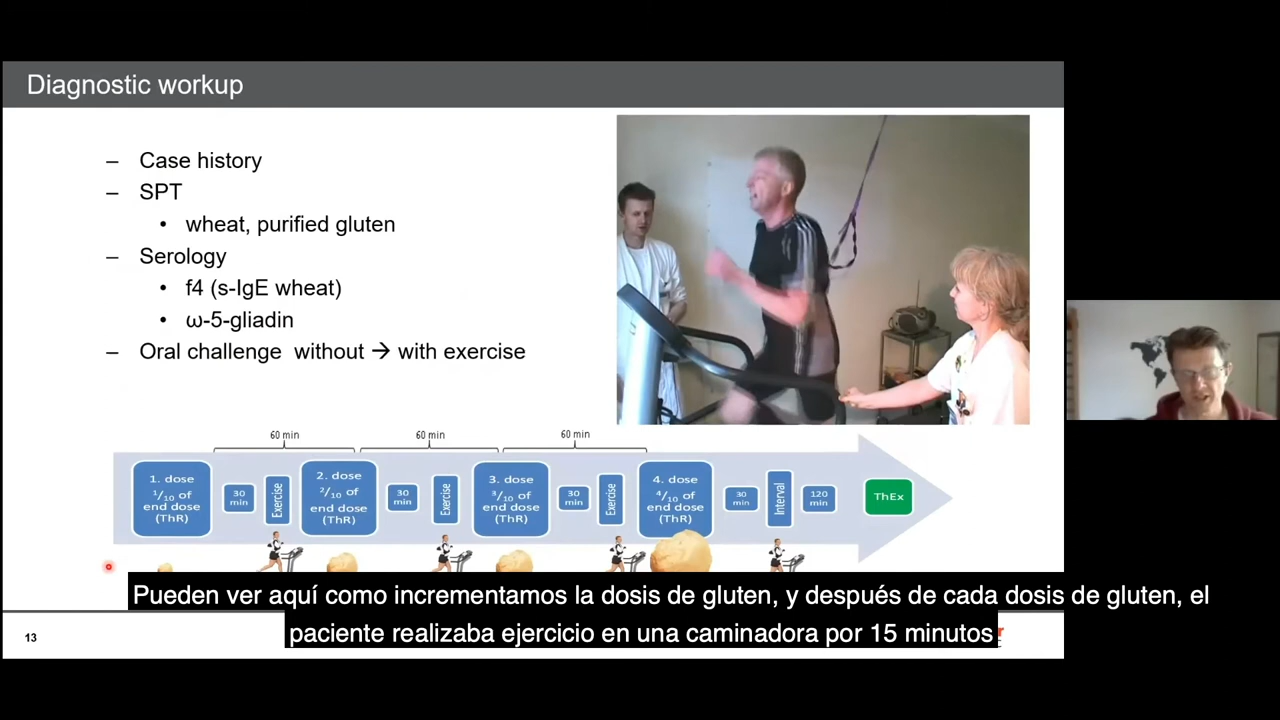 Diagnostic workup
– Case history
– SPT
• wheat, purified gluten
– Serology
• f4 (s-IgE wheat)
• ω-5-gliadin
– Oral challenge without → with exercise
60 min
60 min
60 min
1. dose
1/10 of
end dose
(ThR)
30
min
Exercise
2. dose
2/10 of
end dose
(ThR)
30
min
Exercise
3. dose
3/10 of
end dose
(ThR)
30
min
Exercise
4. dose
4/10 of
end dose
(ThR)
30
min
Interval
120
min
ThEx
Pueden ver aquí como incrementamos la dosis de gluten, y después de cada dosis de gluten, el
paciente realizaba ejercicio en una caminadora por 15 minutos
13